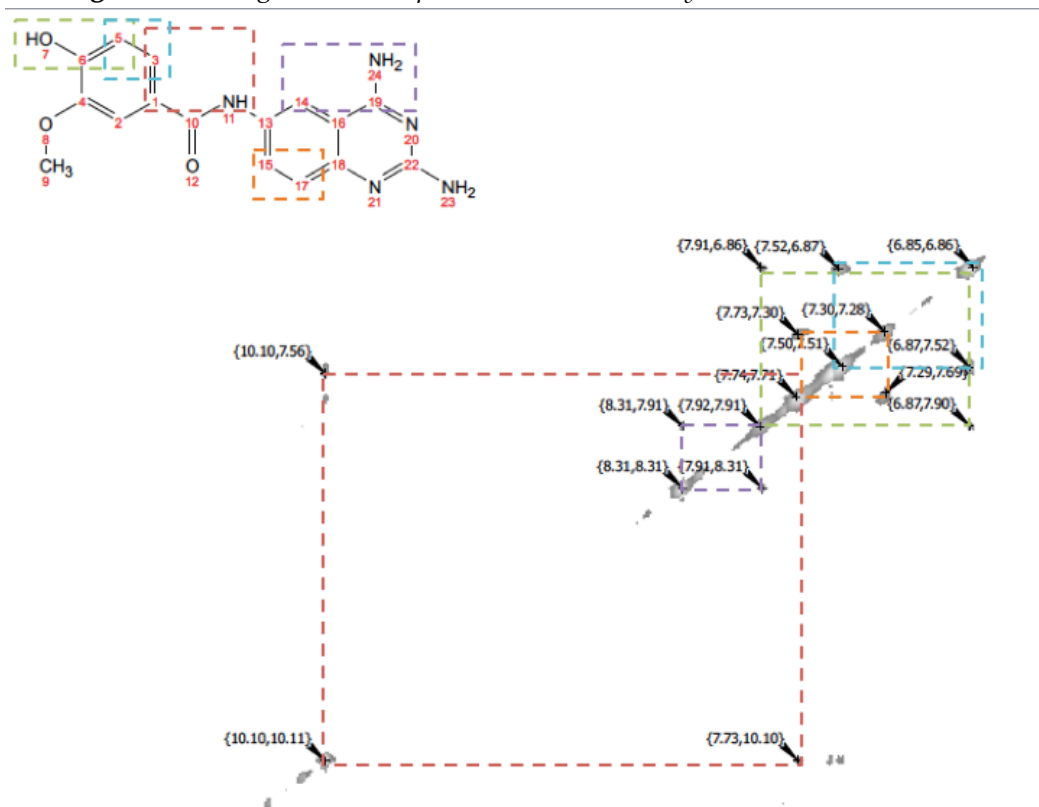 HO
7
5
6
3
4
1
2
O
8
CH3
9
10
O
12
NH
11
13
14
15
16
17
18
19
NH2
24
N
20
22
N
21
NH2
23
{7.91,6.86} {7.52,6.87} {6.85,6.86}
{7.73,7.30} {7.30,7.28}
{10.10,7.56} {7.50,7.51} {6.87,7.52}
{7.74,7.71} {7.29,7.69}
{8.31,7.91} {7.92,7.91} {6.87,7.90}
{8.31,8.31} {7.91,8.31}
{10.10,10.11} {7.73,10.10}